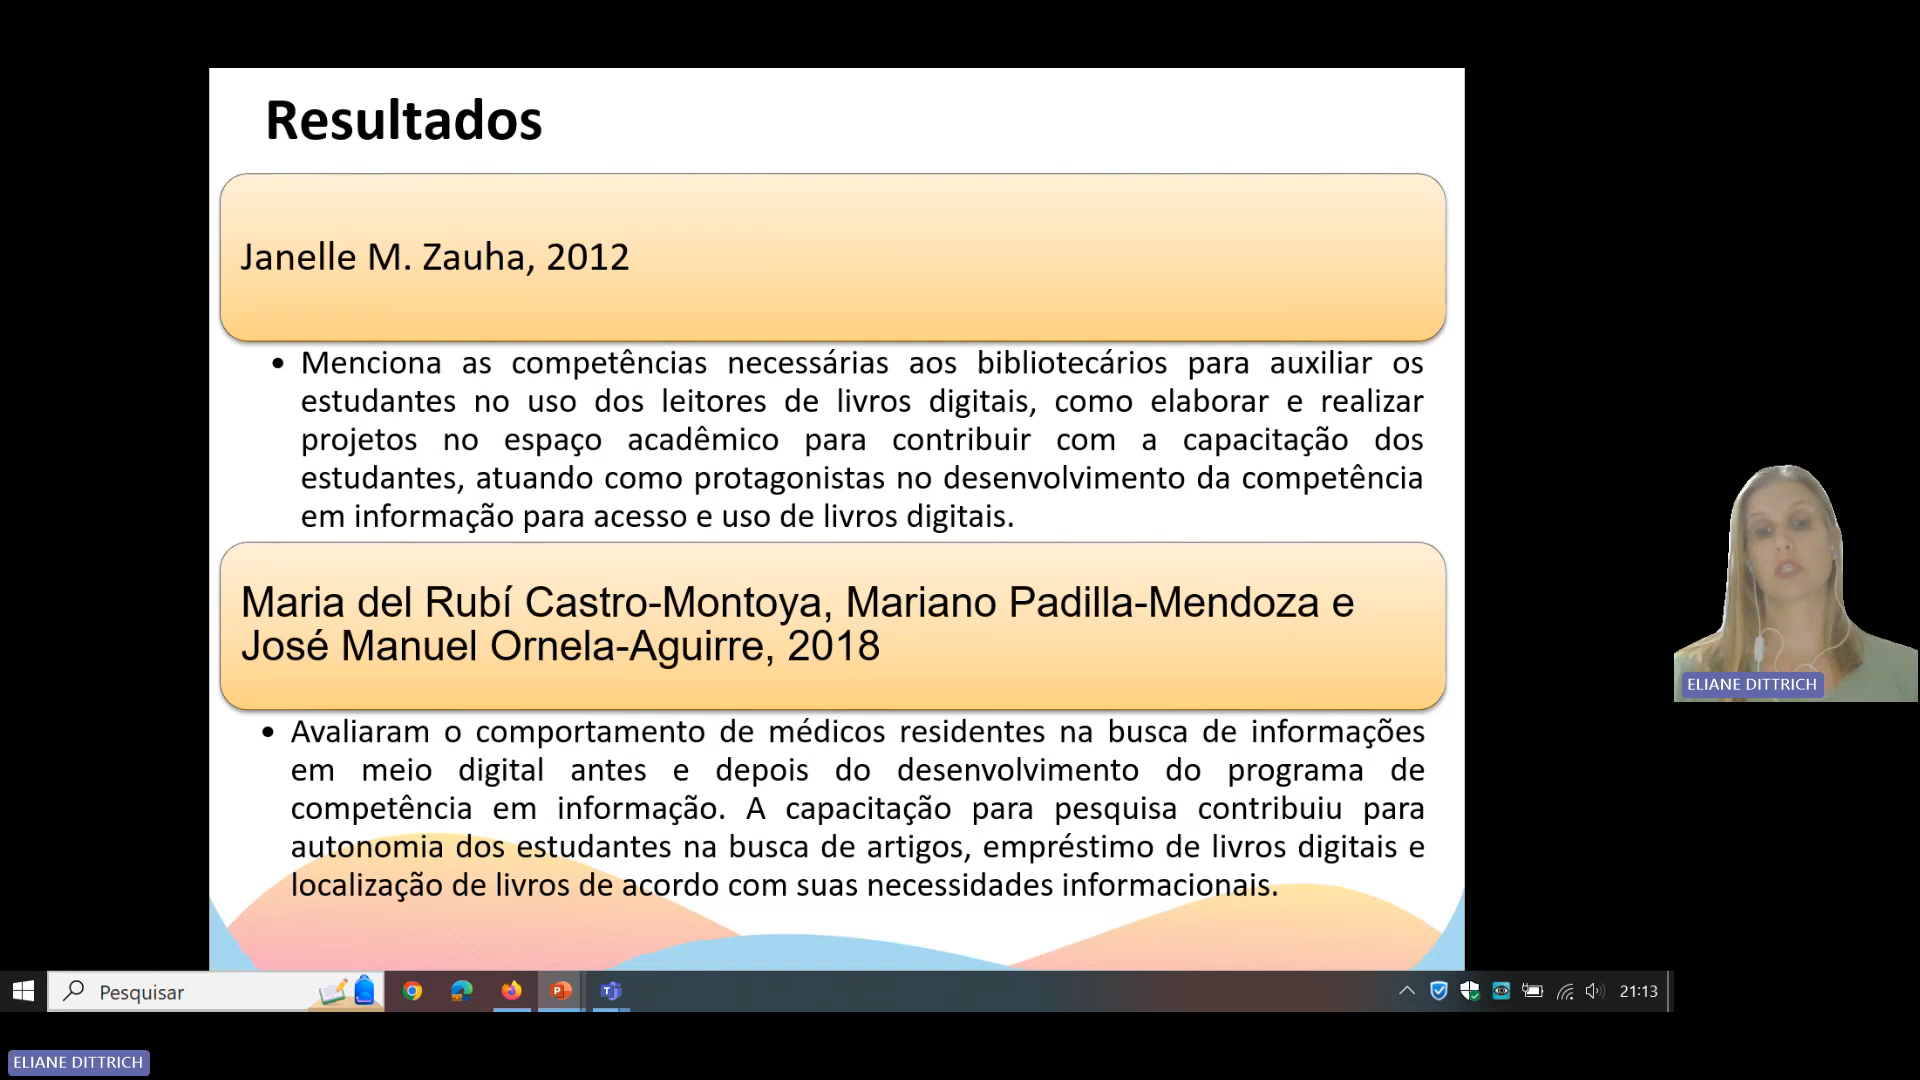 Resultados
Janelle M. Zauha, 2012
• Menciona as competências necessárias aos bibliotecários para auxiliar os
estudantes no uso dos leitores de livros digitais, como elaborar e realizar
projetos no espaço acadêmico para contribuir com a capacitação dos
estudantes, atuando como protagonistas no desenvolvimento da competência
em informação para acesso e uso de livros digitais.
Maria del Rubí Castro-Montoya, Mariano Padilla-Mendoza e
José Manuel Ornela-Aguirre, 2018
• Avaliaram o comportamento de médicos residentes na busca de informações
em meio digital antes e depois do desenvolvimento do programa de
competência em informação. A capacitação para pesquisa contribuiu para
autonomia dos estudantes na busca de artigos, empréstimo de livros digitais e
localização de livros de acordo com suas necessidades informacionais.
ELIANE DITTRICH
Pesquisar
21:13
ELIANE DITTRICH